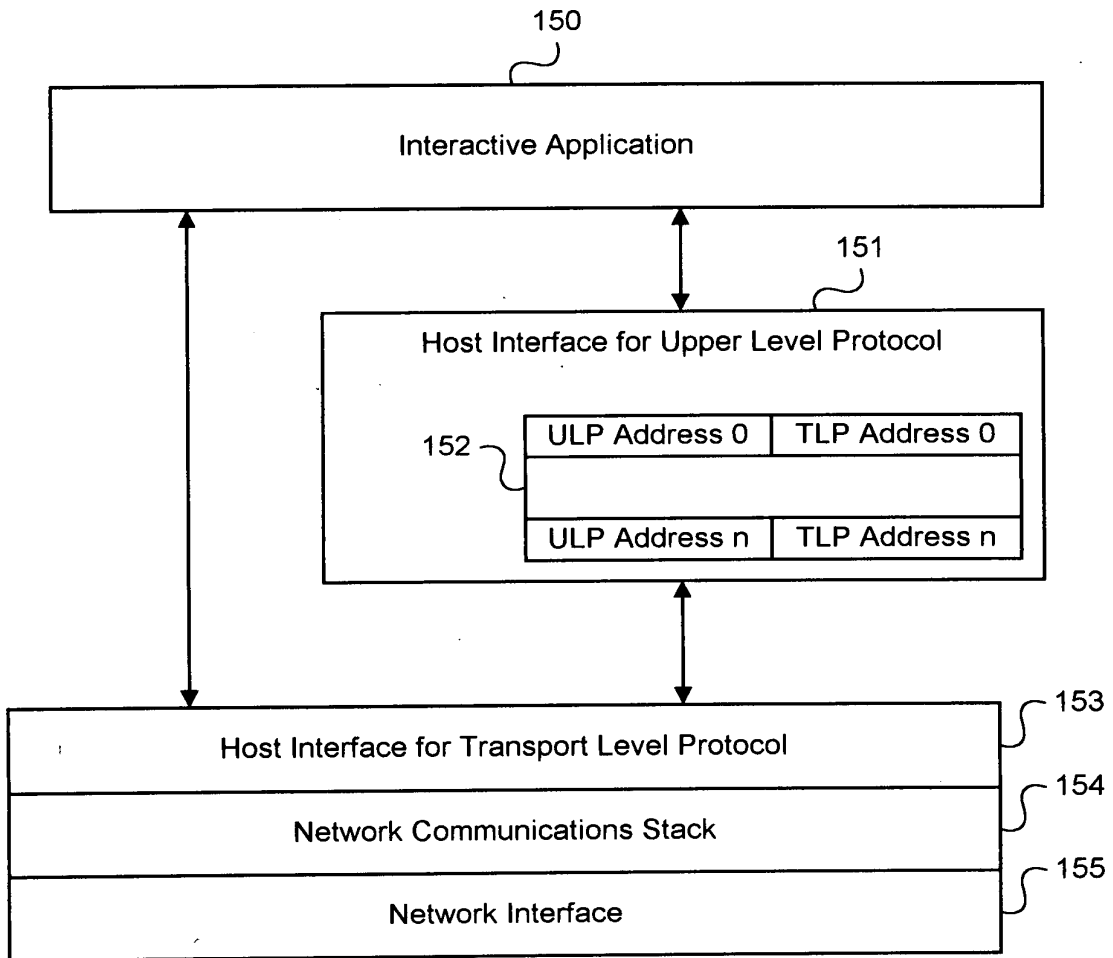 150
Interactive Application
151
Host Interface for Upper Level Protocol
152
ULP Address 0 TLP Address 0
ULP Address n TLP Address n
153
Host Interface for Transport Level Protocol
154
Network Communications Stack
155
Network Interface